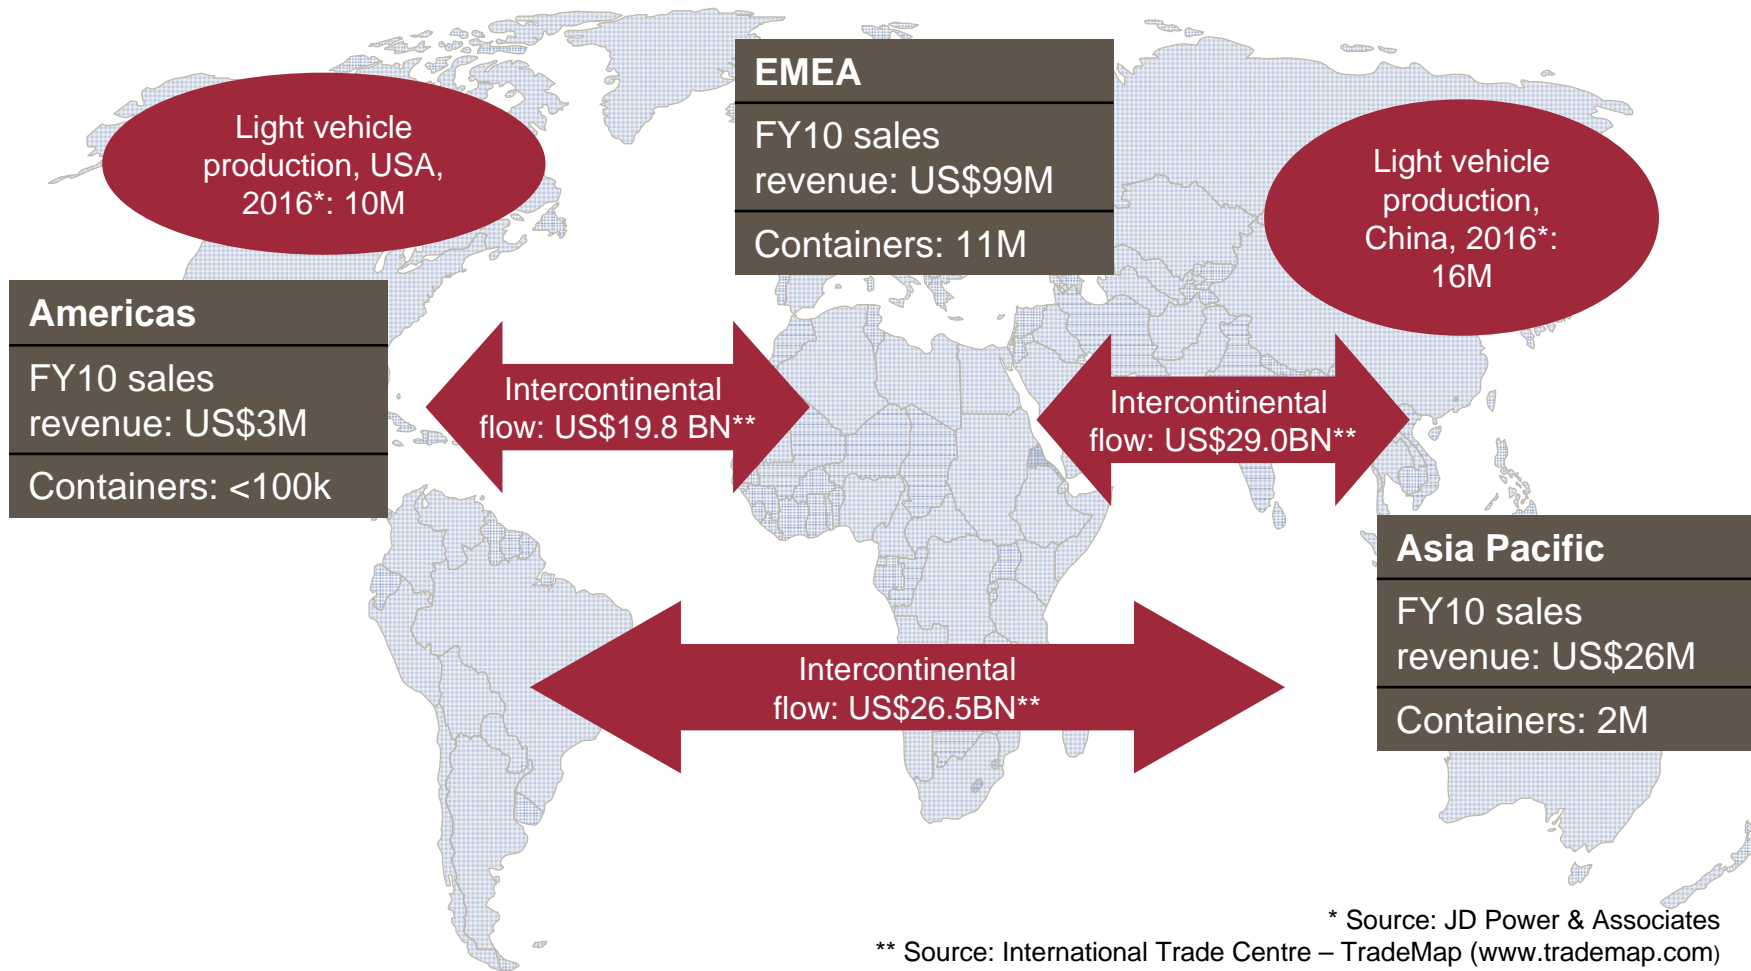 Light vehicle
production, USA,
2016*: 10M
EMEA
FY10 sales
revenue: US$99M
Containers: 11M
Light vehicle
production,
China, 2016*:
16M
Americas
FY10 sales
revenue: US$3M
Containers: <100k
Intercontinental
flow: US$19.8 BN**
Intercontinental
flow: US$29.0BN**
Asia Pacific
FY10 sales
revenue: US$26M
Containers: 2M
Intercontinental
flow: US$26.5BN**
* Source: JD Power & Associates
** Source: International Trade Centre – TradeMap (www.trademap.com)